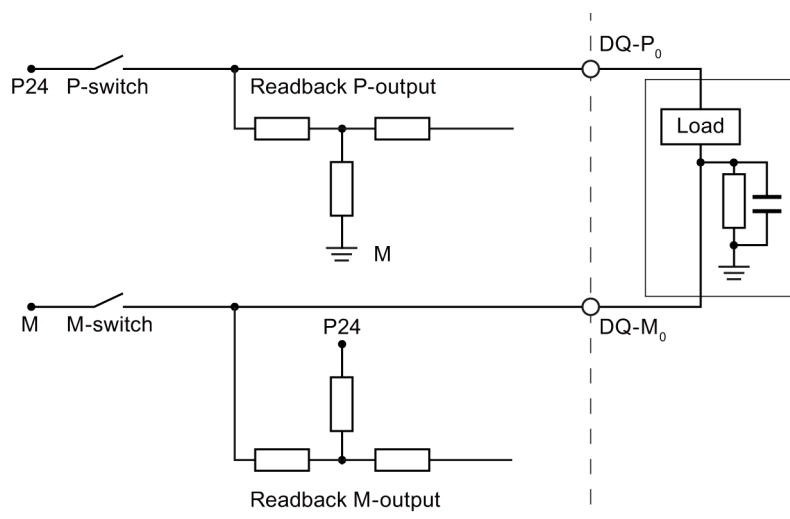 DQ-P0
P24 P-switch Readback P-output
Load
M
M M-switch P24 DQ-M0
Readback M-output